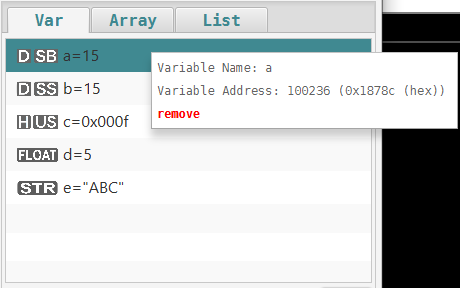 Var Array List
D SB a=15
Variable Name: a
Variable Address: 100236 (0x1878c (hex))
remove
D SS b=15
H US c=0x000f
FLOAT d=5
STR e="ABC"